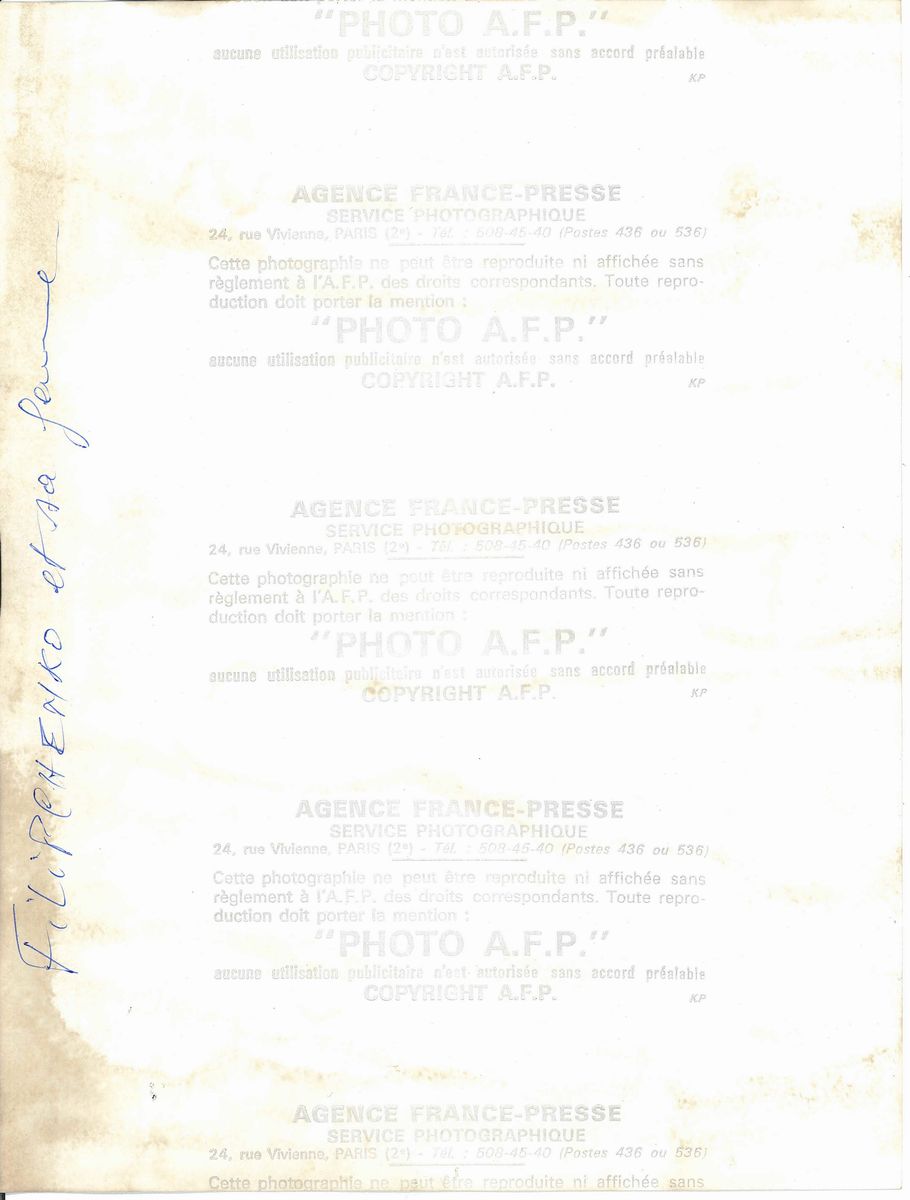 "PHOTO A.F.P."
aucune utilisation publicitaire n'est autorisée sans accord préalable
COPYRIGHT A.F.P.
KP
AGENCE FRANCE-PRESSE
SERVICE PHOTOGRAPHIQUE
24, rue Vivienne, PARIS (2e) - Tél. : 508-45-40 (Postes 436 ou 536)
Cette photographie ne peut être reproduite ni affichée sans
règlement à l'A.F.P. des droits correspondants. Toute repro-
duction doit porter la mention :
"PHOTO A.F.P."
aucune utilisation publicitaire n'est autorisée sans accord préalable
COPYRIGHT A.F.P.
KP
AGENCE FRANCE-PRESSE
SERVICE PHOTOGRAPHIQUE
24, rue Vivienne, PARIS (2e) - Tél. : 508-45-40 (Postes 436 ou 536)
Cette photographie ne peut être reproduite ni affichée sans
règlement à l'A.F.P. des droits correspondants. Toute repro-
duction doit porter la mention :
"PHOTO A.F.P."
aucune utilisation publicitaire n'est autorisée sans accord préalable
COPYRIGHT A.F.P.
KP
AGENCE FRANCE-PRESSE
SERVICE PHOTOGRAPHIQUE
24, rue Vivienne, PARIS (2e) - Tél. : 508-45-40 (Postes 436 ou 536)
Cette photographie ne peut être reproduite ni affichée sans
règlement à l'A.F.P. des droits correspondants. Toute repro-
duction doit porter la mention :
"PHOTO A.F.P."
aucune utilisation publicitaire n'est autorisée sans accord préalable
COPYRIGHT A.F.P.
KP
AGENCE FRANCE-PRESSE
SERVICE PHOTOGRAPHIQUE
24, rue Vivienne, PARIS (2e) - Tél. : 508-45-40 (Postes 436 ou 536)
Cette photographie ne peut être reproduite ni affichée sans
FILIPPCHENKO et sa femme